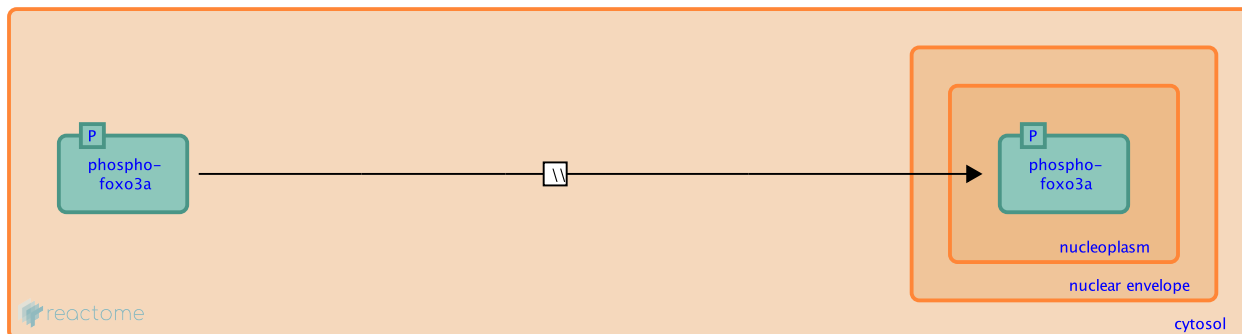 P
phospho-
foxo3a
\\
P
phospho-
foxo3a
nucleoplasm
nuclear envelope
cytosol
reactome